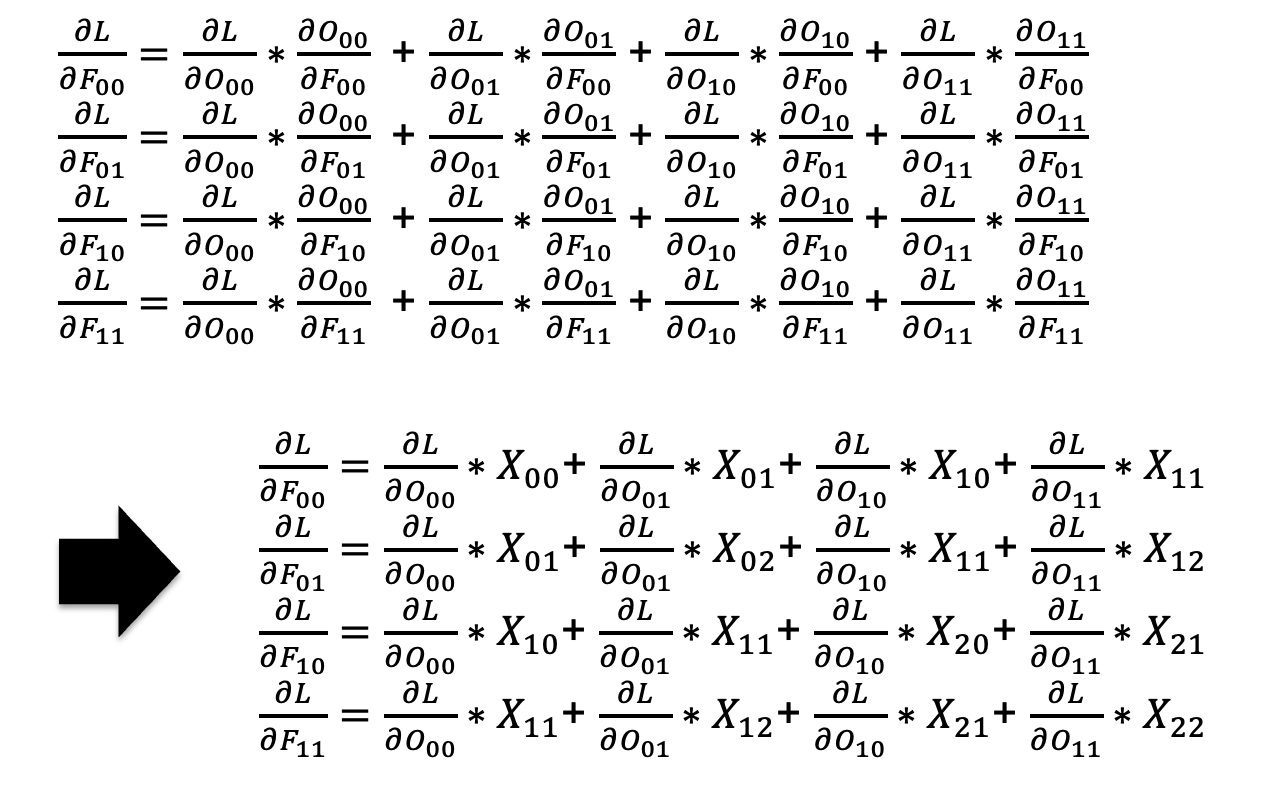 ∂L/∂F₀₀ = ∂L/∂O₀₀ * ∂O₀₀/∂F₀₀ + ∂L/∂O₀₁ * ∂O₀₁/∂F₀₀ + ∂L/∂O₁₀ * ∂O₁₀/∂F₀₀ + ∂L/∂O₁₁ * ∂O₁₁/∂F₀₀
∂L/∂F₀₁ = ∂L/∂O₀₀ * ∂O₀₀/∂F₀₁ + ∂L/∂O₀₁ * ∂O₀₁/∂F₀₁ + ∂L/∂O₁₀ * ∂O₁₀/∂F₀₁ + ∂L/∂O₁₁ * ∂O₁₁/∂F₀₁
∂L/∂F₁₀ = ∂L/∂O₀₀ * ∂O₀₀/∂F₁₀ + ∂L/∂O₀₁ * ∂O₀₁/∂F₁₀ + ∂L/∂O₁₀ * ∂O₁₀/∂F₁₀ + ∂L/∂O₁₁ * ∂O₁₁/∂F₁₀
∂L/∂F₁₁ = ∂L/∂O₀₀ * ∂O₀₀/∂F₁₁ + ∂L/∂O₀₁ * ∂O₀₁/∂F₁₁ + ∂L/∂O₁₀ * ∂O₁₀/∂F₁₁ + ∂L/∂O₁₁ * ∂O₁₁/∂F₁₁
∂L/∂F₀₀ = ∂L/∂O₀₀ * X₀₀ + ∂L/∂O₀₁ * X₀₁ + ∂L/∂O₁₀ * X₁₀ + ∂L/∂O₁₁ * X₁₁
∂L/∂F₀₁ = ∂L/∂O₀₀ * X₀₁ + ∂L/∂O₀₁ * X₀₂ + ∂L/∂O₁₀ * X₁₁ + ∂L/∂O₁₁ * X₁₂
∂L/∂F₁₀ = ∂L/∂O₀₀ * X₁₀ + ∂L/∂O₀₁ * X₁₁ + ∂L/∂O₁₀ * X₂₀ + ∂L/∂O₁₁ * X₂₁
∂L/∂F₁₁ = ∂L/∂O₀₀ * X₁₁ + ∂L/∂O₀₁ * X₁₂ + ∂L/∂O₁₀ * X₂₁ + ∂L/∂O₁₁ * X₂₂